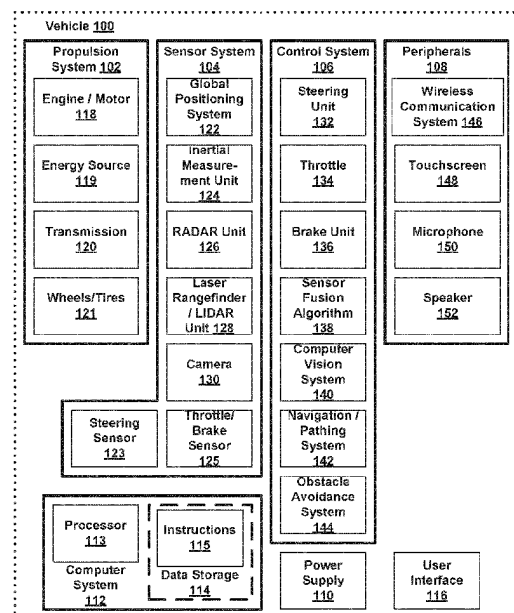 Vehicle 100
Propulsion
System 102
Engine / Motor
118
Energy Source
119
Transmission
120
Wheels/Tires
121
Sensor System
104
Global
Positioning
System
122
Inertial
Measure-
ment Unit
124
RADAR Unit
126
Laser
Rangefinder
/ LIDAR
Unit 128
Camera
130
Steering
Sensor
123
Throttle/
Brake
Sensor
125
Control System
106
Steering
Unit
132
Throttle
134
Brake Unit
136
Sensor
Fusion
Algorithm
138
Computer
Vision
System
140
Navigation /
Pathing
System
142
Obstacle
Avoidance
System
144
Peripherals
108
Wireless
Communication
System 146
Touchscreen
148
Microphone
150
Speaker
152
Processor
113
Computer
System
112
Instructions
115
Data Storage
114
Power
Supply
110
User
Interface
116